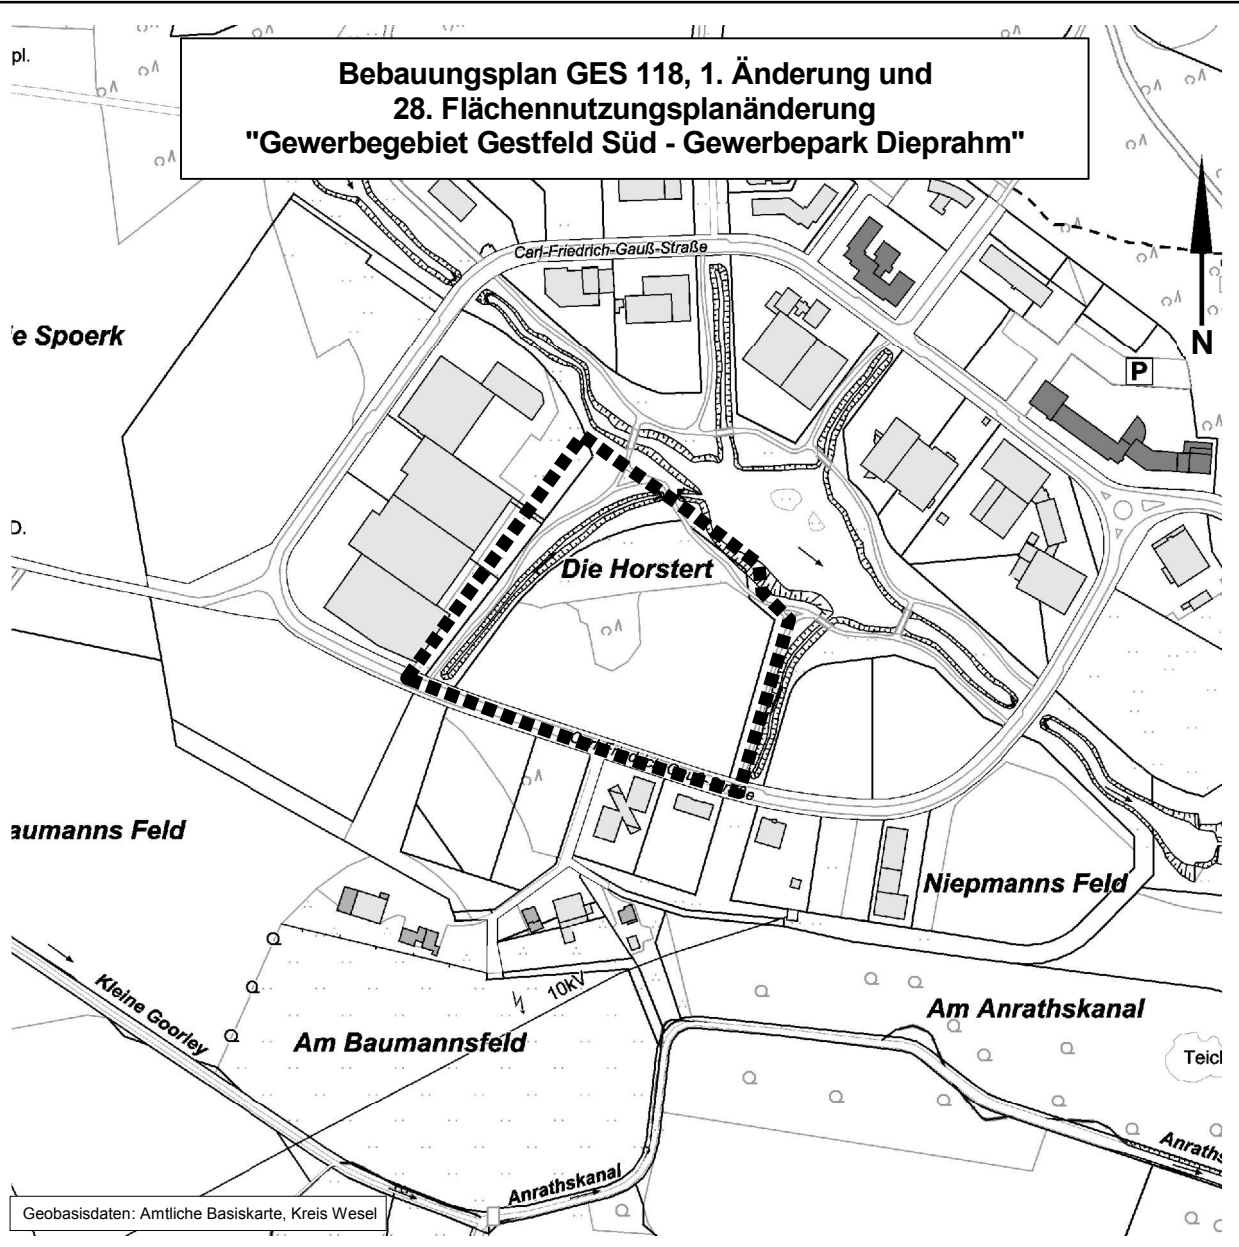 pl.
Bebauungsplan GES 118, 1. Änderung und
28. Flächennutzungsplanänderung
"Gewerbegebiet Gestfeld Süd - Gewerbepark Dieprahm"
Carl-Friedrich-Gauß-Straße
e Spoerk
N
P
D.
Die Horstert
aumanns Feld
Niepmanns Feld
10kV
Kleine Goorley
Am Anrathskanal
Am Baumannsfeld
Teich
Anraths
Anrathskanal
Geobasisdaten: Amtliche Basiskarte, Kreis Wesel